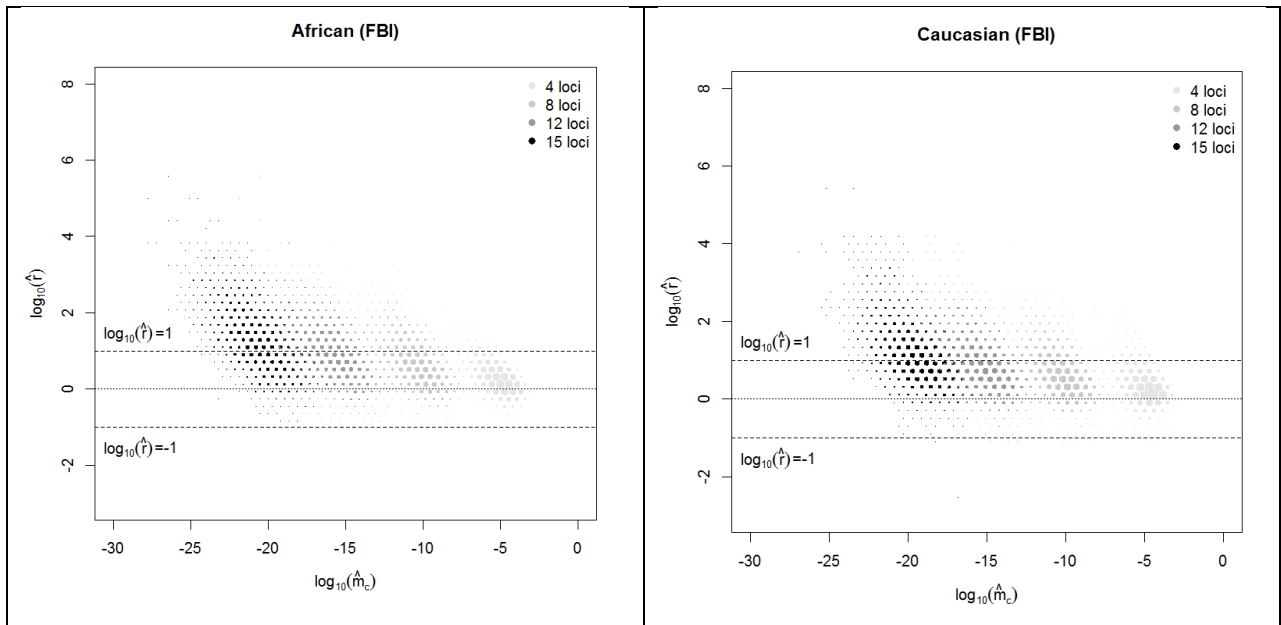 African (FBI)
8
6
4
2
0
-2
log10(r̂)
4 loci
8 loci
12 loci
15 loci
log10(r̂)=1
log10(r̂)=-1
-30 -25 -20 -15 -10 -5 0
log10(m̂c)
Caucasian (FBI)
8
6
4
2
0
-2
log10(r̂)
4 loci
8 loci
12 loci
15 loci
log10(r̂)=1
log10(r̂)=-1
-30 -25 -20 -15 -10 -5 0
log10(m̂c)